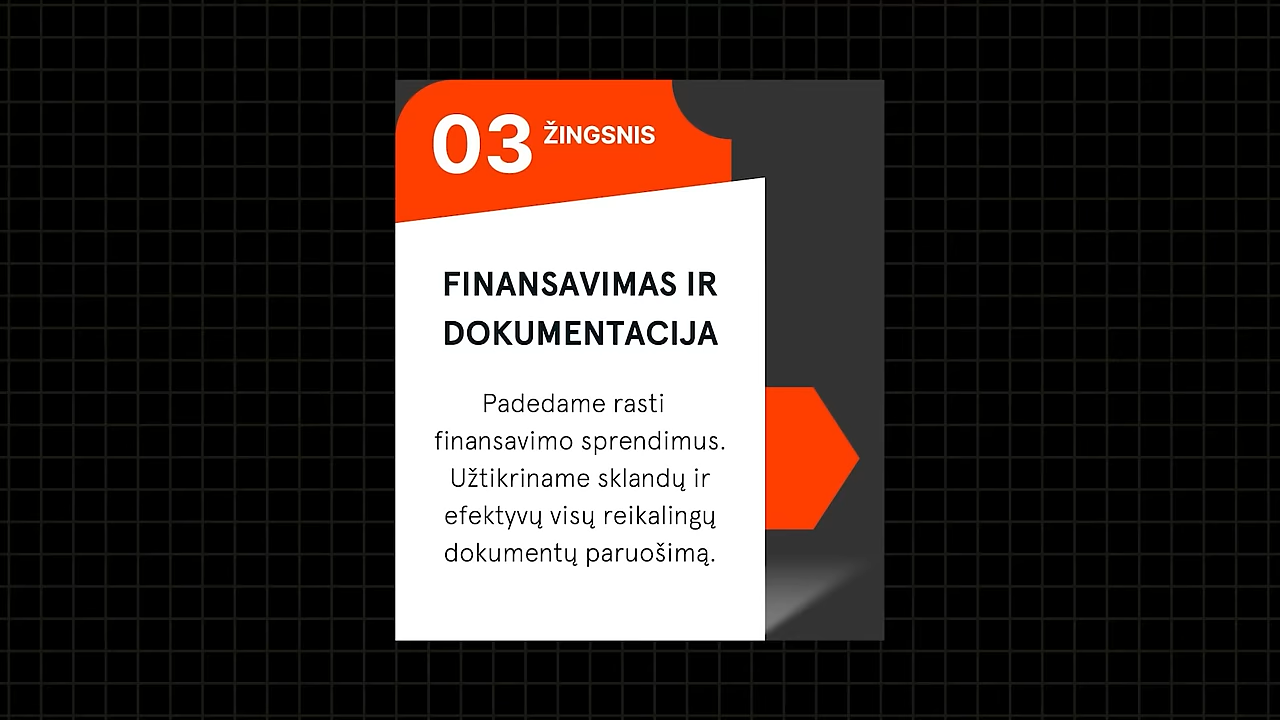 03 ŽINGSNIS
FINANSAVIMAS IR
DOKUMENTACIJA
Padedame rasti
finansavimo sprendimus.
Užtikriname sklandų ir
efektyvų visų reikalingų
dokumentų paruošimą.